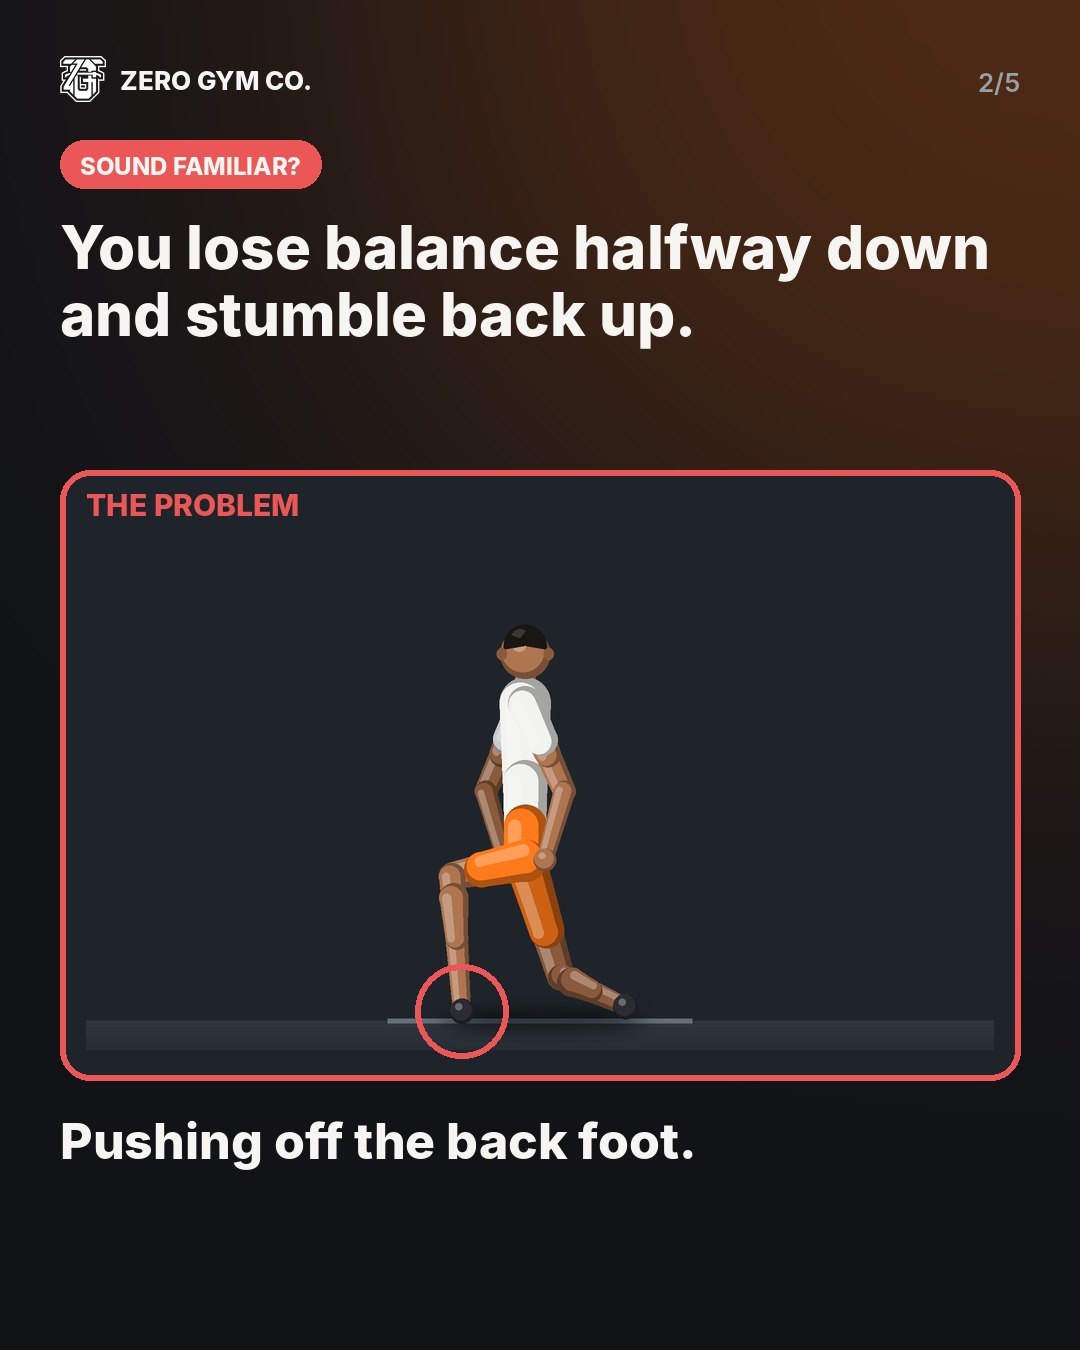 ZERO GYM CO.
2/5
SOUND FAMILIAR?
You lose balance halfway down
and stumble back up.
THE PROBLEM
Pushing off the back foot.